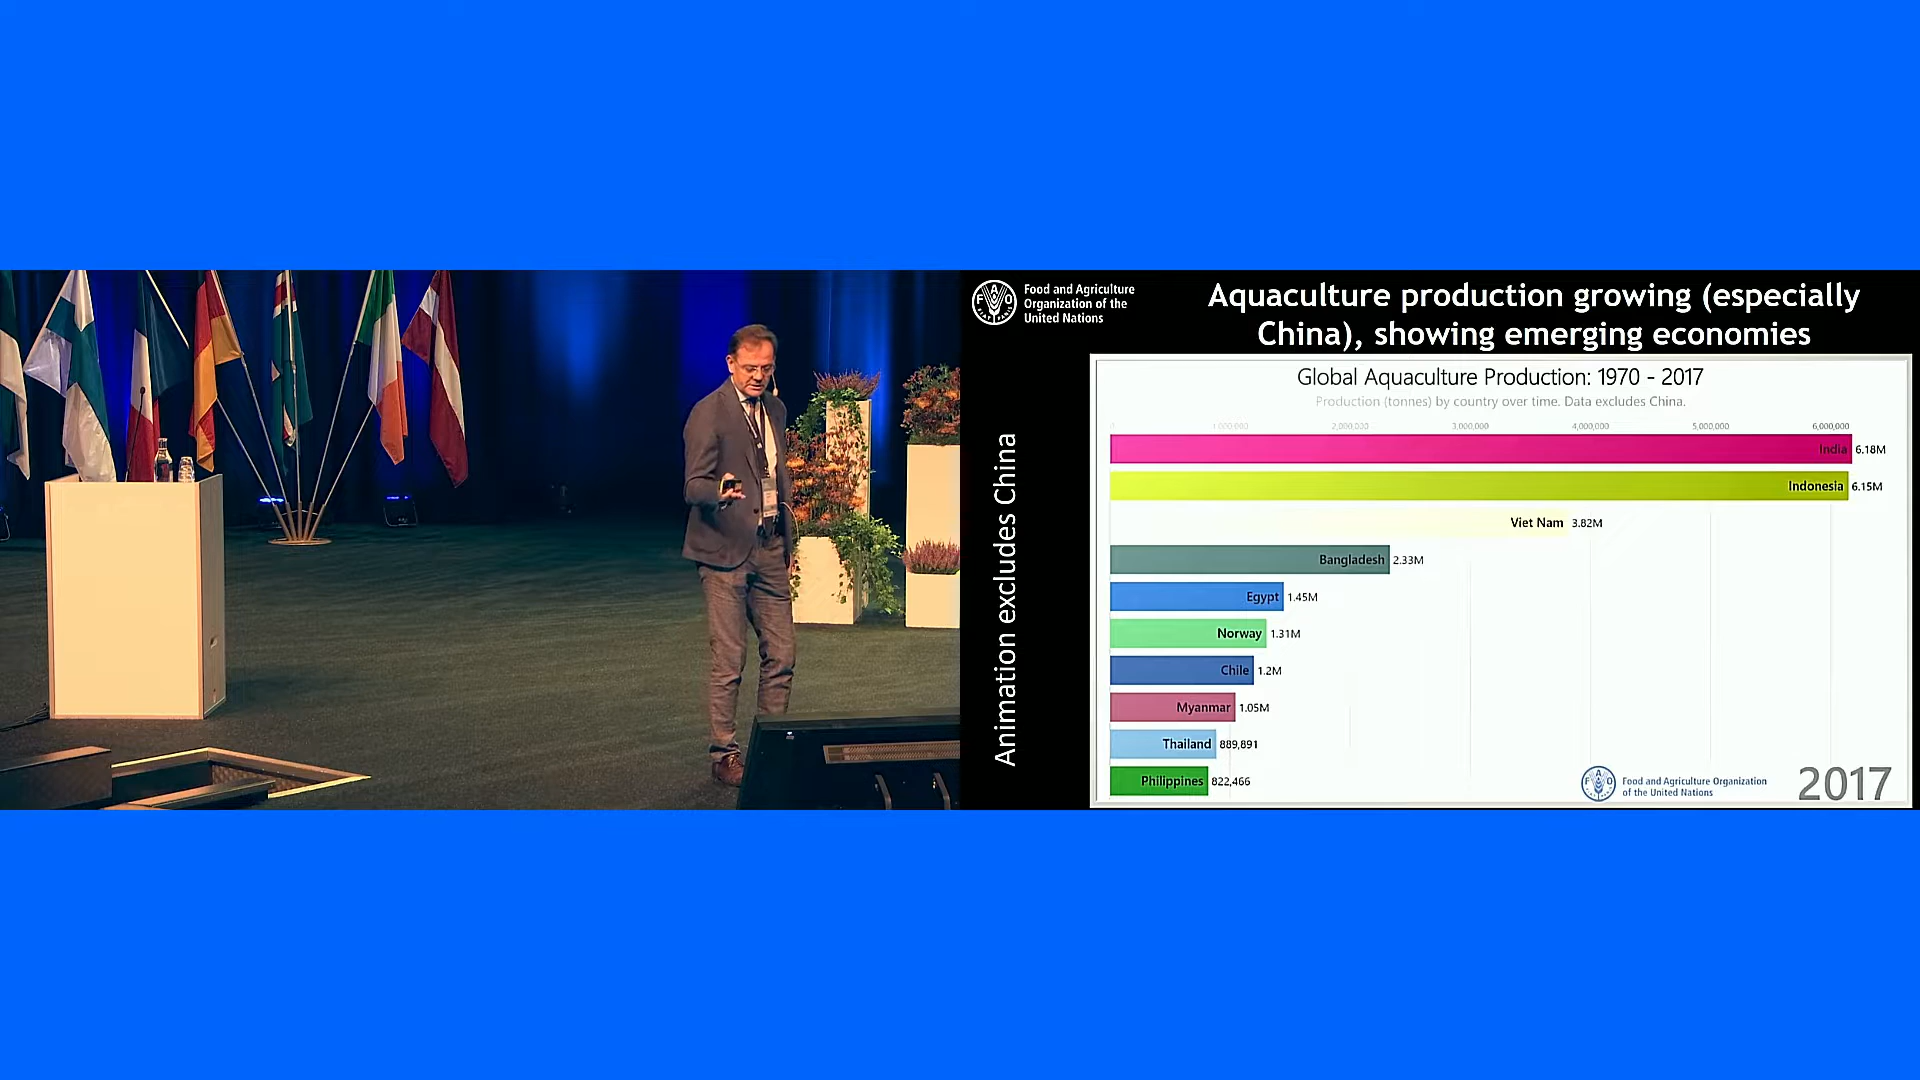 Food and Agriculture
Organization of the
United Nations
Aquaculture production growing (especially
China), showing emerging economies
Animation excludes China
Global Aquaculture Production: 1970 - 2017
Production (tonnes) by country over time. Data excludes China.
0 1,000,000 2,000,000 3,000,000 4,000,000 5,000,000 6,000,000
India 6.18M
Indonesia 6.15M
Viet Nam 3.82M
Bangladesh 2.33M
Egypt 1.45M
Norway 1.31M
Chile 1.2M
Myanmar 1.05M
Thailand 889,891
Philippines 822,466
Food and Agriculture Organization
of the United Nations
2017